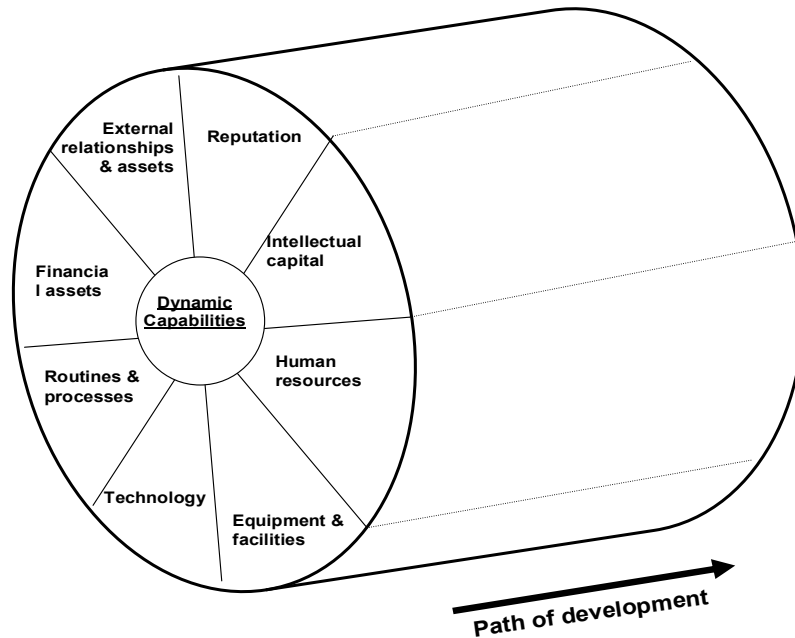 External
relationships
& assets
Reputation
Intellectual
capital
Financia
l assets
Dynamic
Capabilities
Human
resources
Routines &
processes
Technology
Equipment &
facilities
Path of development